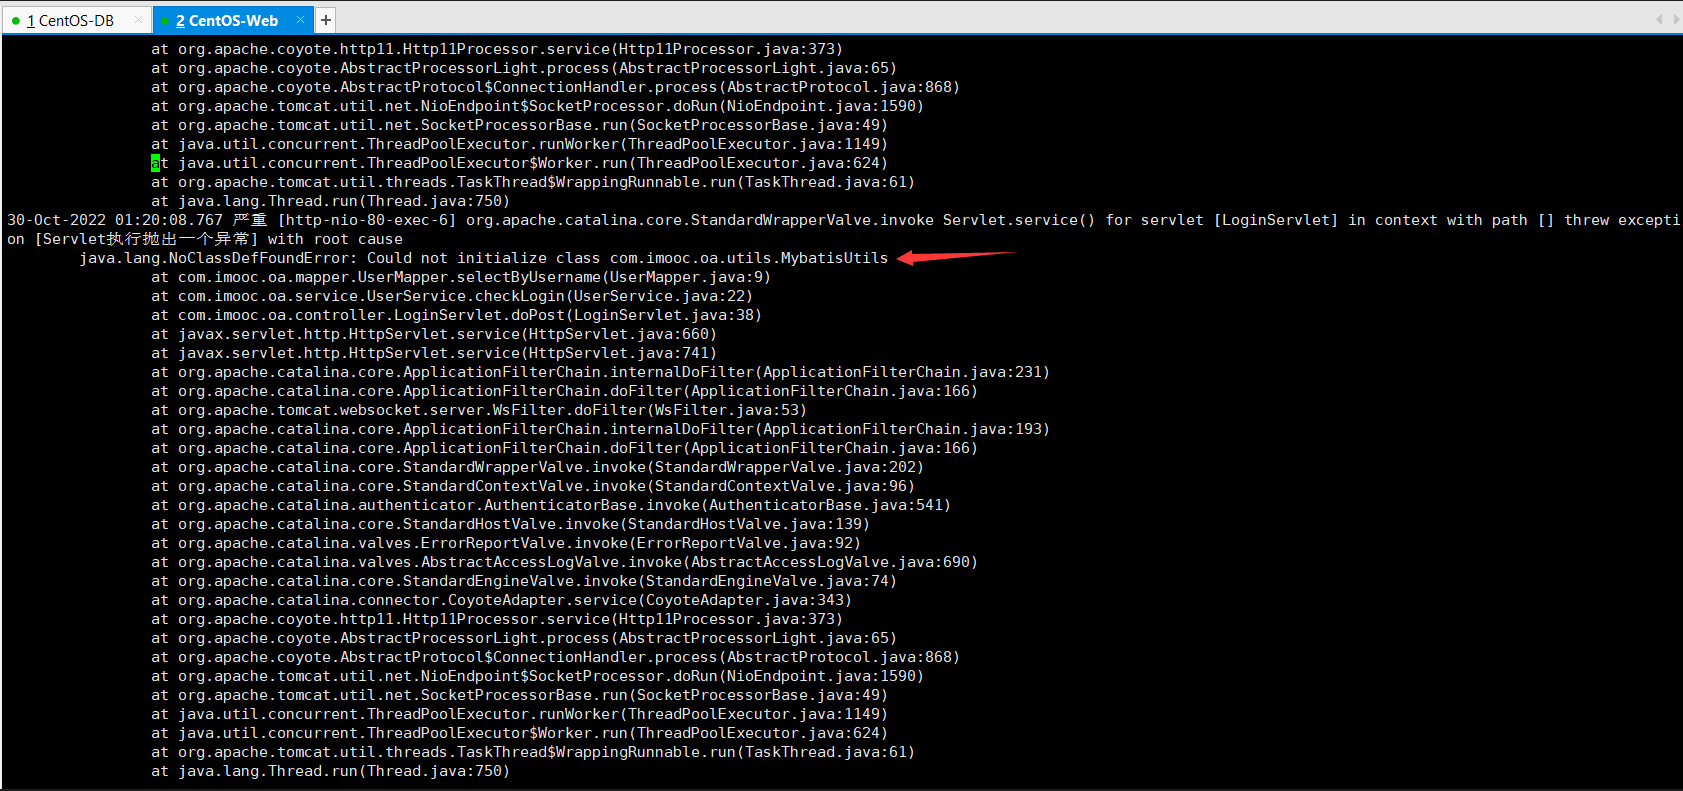 1 CentOS-DB × 2 CentOS-Web × +
at org.apache.coyote.http11.Http11Processor.service(Http11Processor.java:373)
at org.apache.coyote.AbstractProcessorLight.process(AbstractProcessorLight.java:65)
at org.apache.coyote.AbstractProtocol$ConnectionHandler.process(AbstractProtocol.java:868)
at org.apache.tomcat.util.net.NioEndpoint$SocketProcessor.doRun(NioEndpoint.java:1590)
at org.apache.tomcat.util.net.SocketProcessorBase.run(SocketProcessorBase.java:49)
at java.util.concurrent.ThreadPoolExecutor.runWorker(ThreadPoolExecutor.java:1149)
at java.util.concurrent.ThreadPoolExecutor$Worker.run(ThreadPoolExecutor.java:624)
at org.apache.tomcat.util.threads.TaskThread$WrappingRunnable.run(TaskThread.java:61)
at java.lang.Thread.run(Thread.java:750)
30-Oct-2022 01:20:08.767 严重 [http-nio-80-exec-6] org.apache.catalina.core.StandardWrapperValve.invoke Servlet.service() for servlet [LoginServlet] in context with path [] threw excepti
on [Servlet执行抛出一个异常] with root cause
java.lang.NoClassDefFoundError: Could not initialize class com.imooc.oa.utils.MybatisUtils
at com.imooc.oa.mapper.UserMapper.selectByUsername(UserMapper.java:9)
at com.imooc.oa.service.UserService.checkLogin(UserService.java:22)
at com.imooc.oa.controller.LoginServlet.doPost(LoginServlet.java:38)
at javax.servlet.http.HttpServlet.service(HttpServlet.java:660)
at javax.servlet.http.HttpServlet.service(HttpServlet.java:741)
at org.apache.catalina.core.ApplicationFilterChain.internalDoFilter(ApplicationFilterChain.java:231)
at org.apache.catalina.core.ApplicationFilterChain.doFilter(ApplicationFilterChain.java:166)
at org.apache.tomcat.websocket.server.WsFilter.doFilter(WsFilter.java:53)
at org.apache.catalina.core.ApplicationFilterChain.internalDoFilter(ApplicationFilterChain.java:193)
at org.apache.catalina.core.ApplicationFilterChain.doFilter(ApplicationFilterChain.java:166)
at org.apache.catalina.core.StandardWrapperValve.invoke(StandardWrapperValve.java:202)
at org.apache.catalina.core.StandardContextValve.invoke(StandardContextValve.java:96)
at org.apache.catalina.authenticator.AuthenticatorBase.invoke(AuthenticatorBase.java:541)
at org.apache.catalina.core.StandardHostValve.invoke(StandardHostValve.java:139)
at org.apache.catalina.valves.ErrorReportValve.invoke(ErrorReportValve.java:92)
at org.apache.catalina.valves.AbstractAccessLogValve.invoke(AbstractAccessLogValve.java:690)
at org.apache.catalina.core.StandardEngineValve.invoke(StandardEngineValve.java:74)
at org.apache.catalina.connector.CoyoteAdapter.service(CoyoteAdapter.java:343)
at org.apache.coyote.http11.Http11Processor.service(Http11Processor.java:373)
at org.apache.coyote.AbstractProcessorLight.process(AbstractProcessorLight.java:65)
at org.apache.coyote.AbstractProtocol$ConnectionHandler.process(AbstractProtocol.java:868)
at org.apache.tomcat.util.net.NioEndpoint$SocketProcessor.doRun(NioEndpoint.java:1590)
at org.apache.tomcat.util.net.SocketProcessorBase.run(SocketProcessorBase.java:49)
at java.util.concurrent.ThreadPoolExecutor.runWorker(ThreadPoolExecutor.java:1149)
at java.util.concurrent.ThreadPoolExecutor$Worker.run(ThreadPoolExecutor.java:624)
at org.apache.tomcat.util.threads.TaskThread$WrappingRunnable.run(TaskThread.java:61)
at java.lang.Thread.run(Thread.java:750)